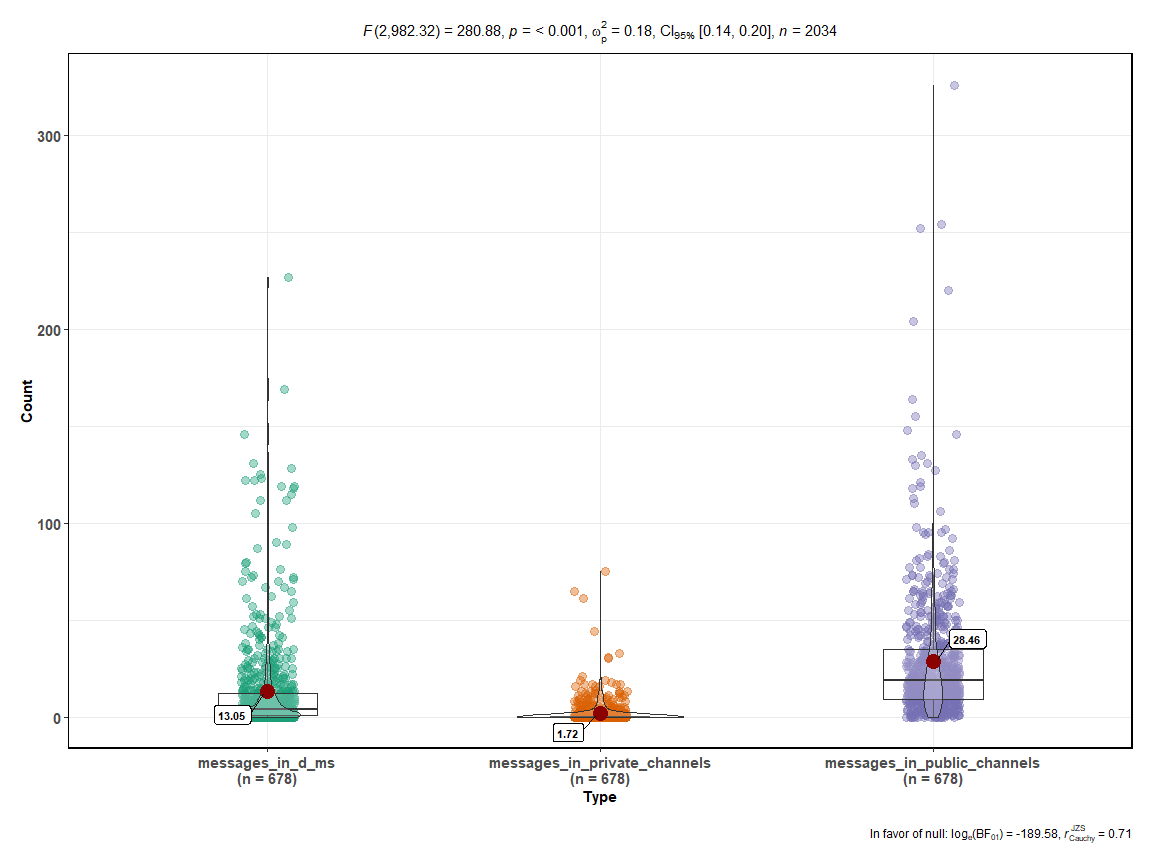 F(2,982.32) = 280.88, p = < 0.001, ω²ₚ = 0.18, CI₉₅% [0.14, 0.20], n = 2034
300
200
100
0
Count
13.05
1.72
28.46
messages_in_d_ms
(n = 678)
messages_in_private_channels
(n = 678)
messages_in_public_channels
(n = 678)
Type
In favor of null: logₑ(BF₀₁) = -189.58, r JZS Cauchy = 0.71